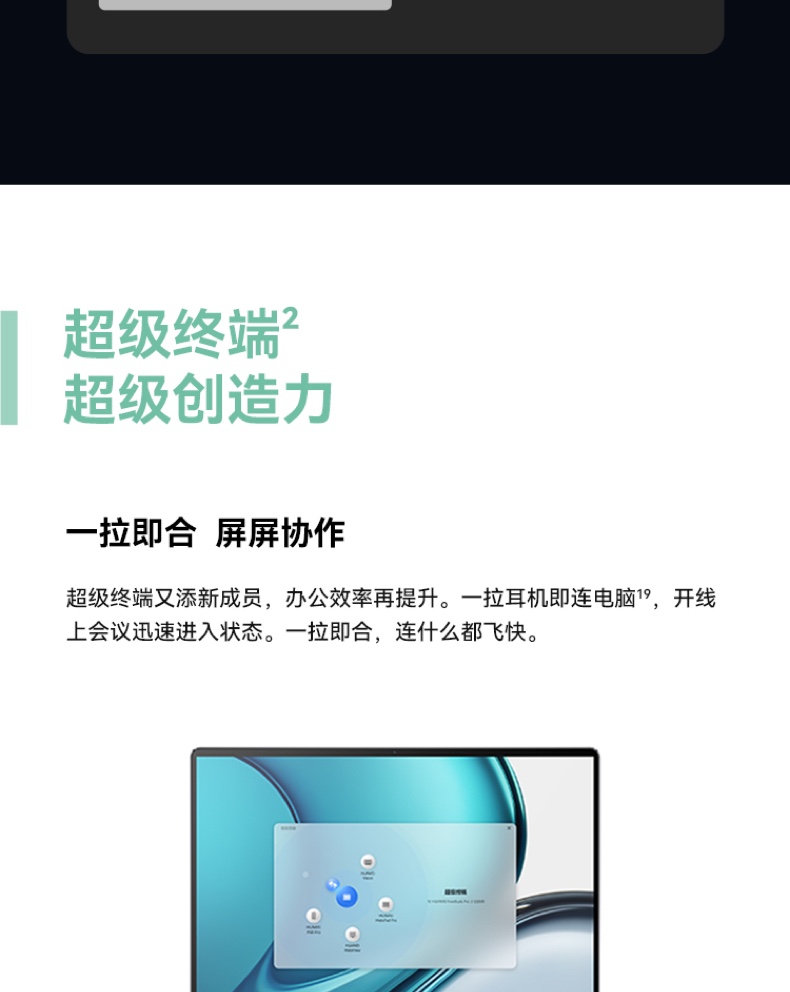 超级终端²
超级创造力
一拉即合 屏屏协作
超级终端又添新成员，办公效率再提升。一拉耳机即连电脑¹⁹，开线
上会议迅速进入状态。一拉即合，连什么都飞快。
超级终端